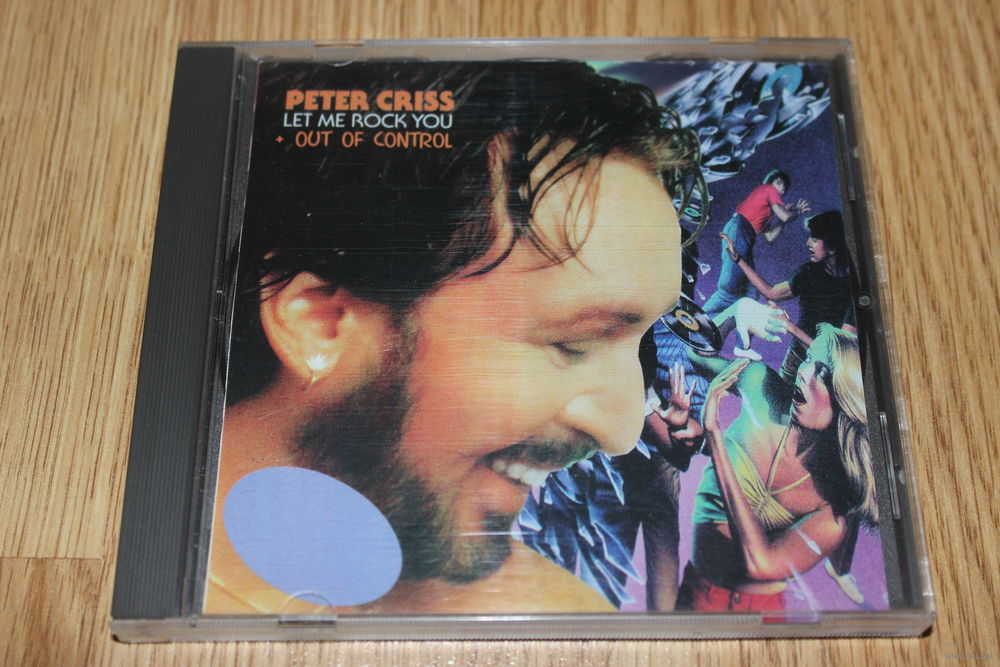 PETER CRISS
LET ME ROCK YOU
+ OUT OF CONTROL